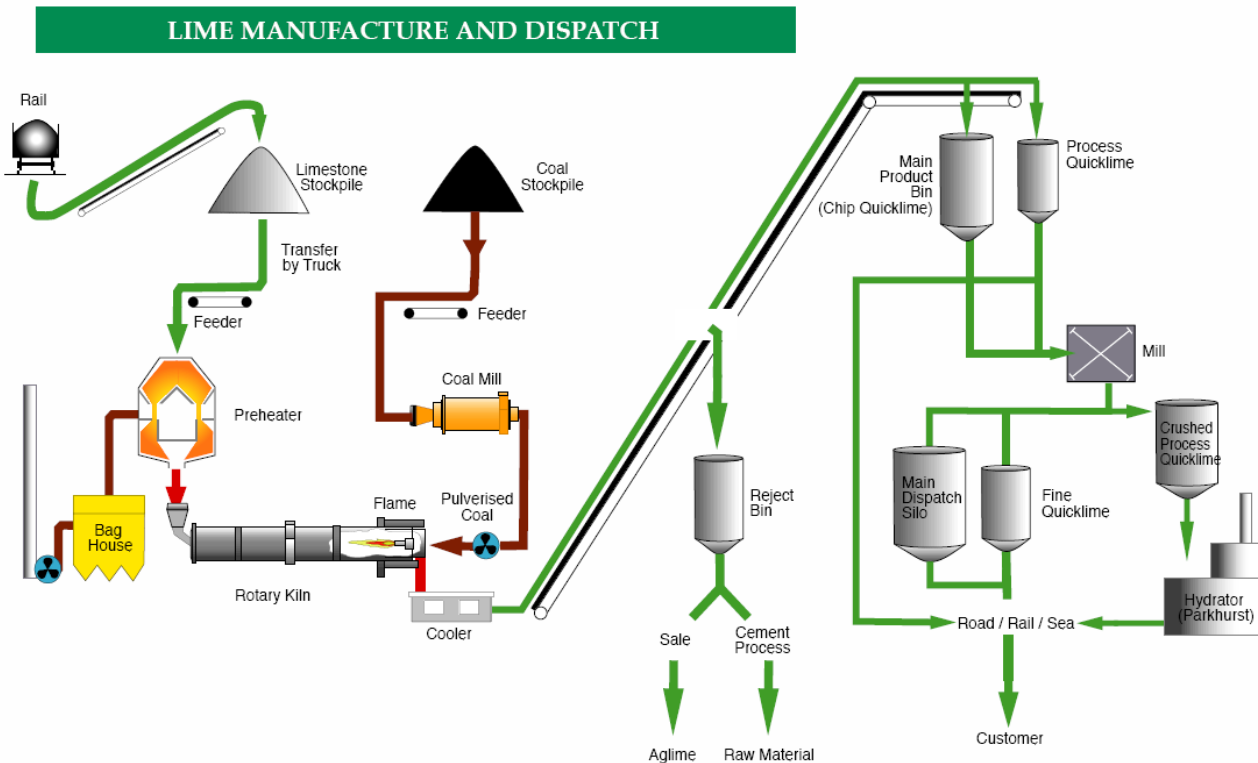 LIME MANUFACTURE AND DISPATCH
Rail
Limestone
Stockpile
Coal
Stockpile
Main
Product
Bin
(Chip Quicklime)
Process
Quicklime
Transfer
by Truck
Feeder
Feeder
Mill
Preheater
Coal Mill
Crushed
Process
Quicklime
Main
Dispatch
Silo
Fine
Quicklime
Reject
Bin
Flame
Pulverised
Coal
Bag
House
Rotary Kiln
Cooler
Hydrator
(Parkhurst)
Road / Rail / Sea
Sale
Cement
Process
Aglime
Raw Material
Customer